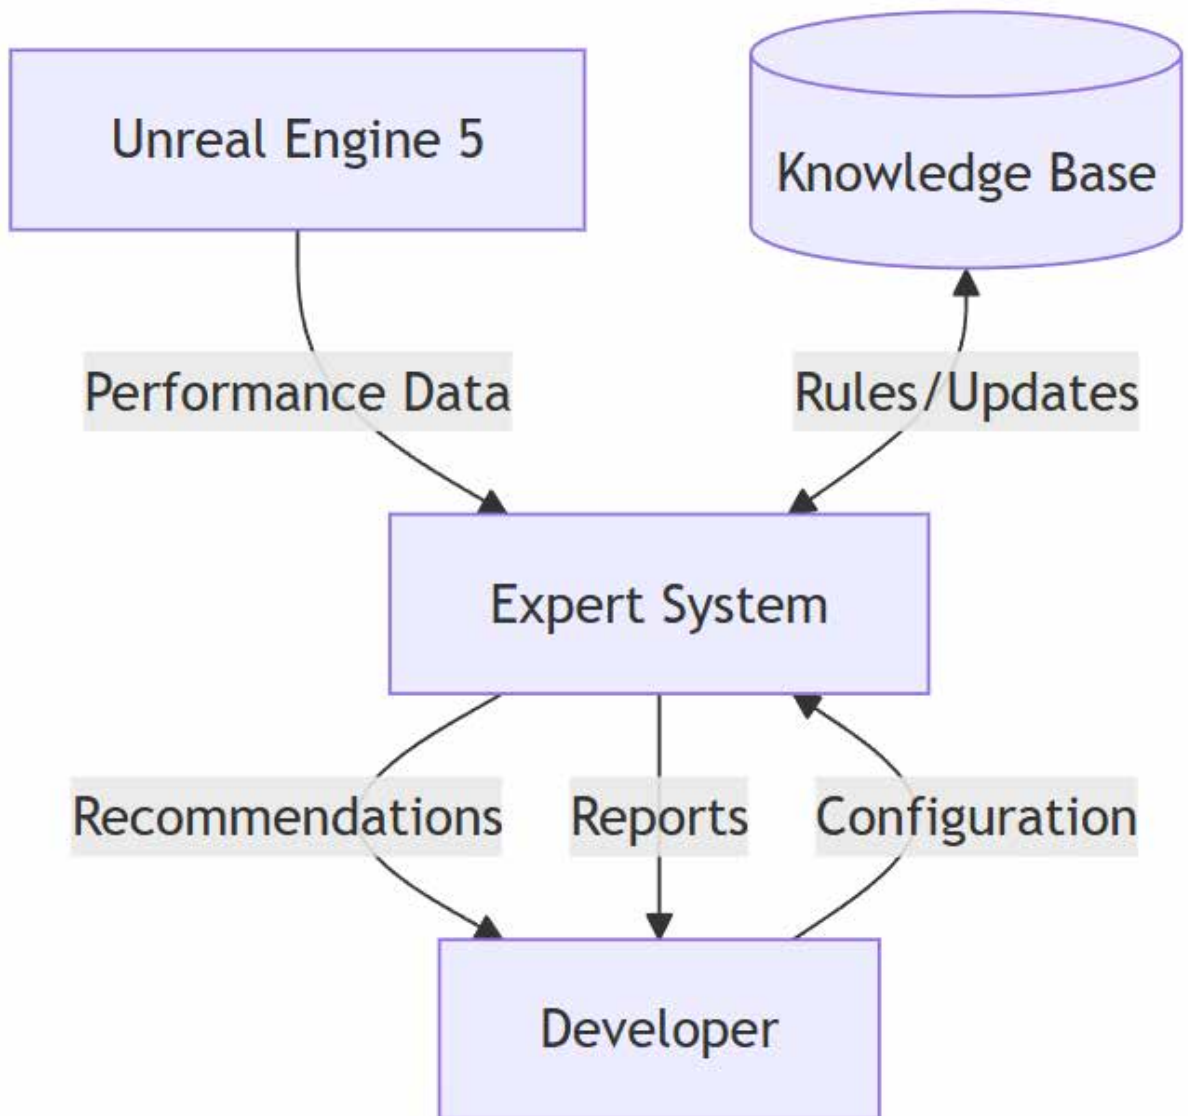 Unreal Engine 5
Knowledge Base
Performance Data
Rules/Updates
Expert System
Recommendations
Reports
Configuration
Developer